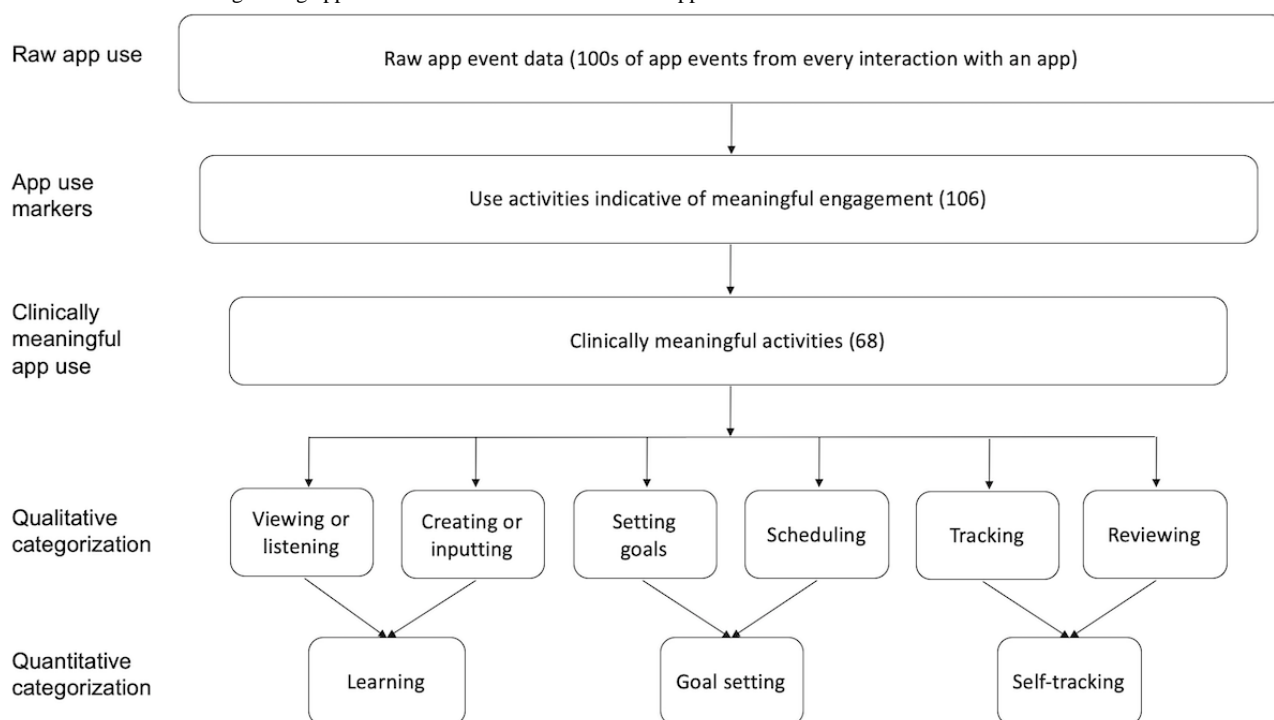 Raw app use
Raw app event data (100s of app events from every interaction with an app)
App use
markers
Use activities indicative of meaningful engagement (106)
Clinically
meaningful
app use
Clinically meaningful activities (68)
Qualitative
categorization
Viewing or
listening
Creating or
inputting
Setting
goals
Scheduling
Tracking
Reviewing
Quantitative
categorization
Learning
Goal setting
Self-tracking